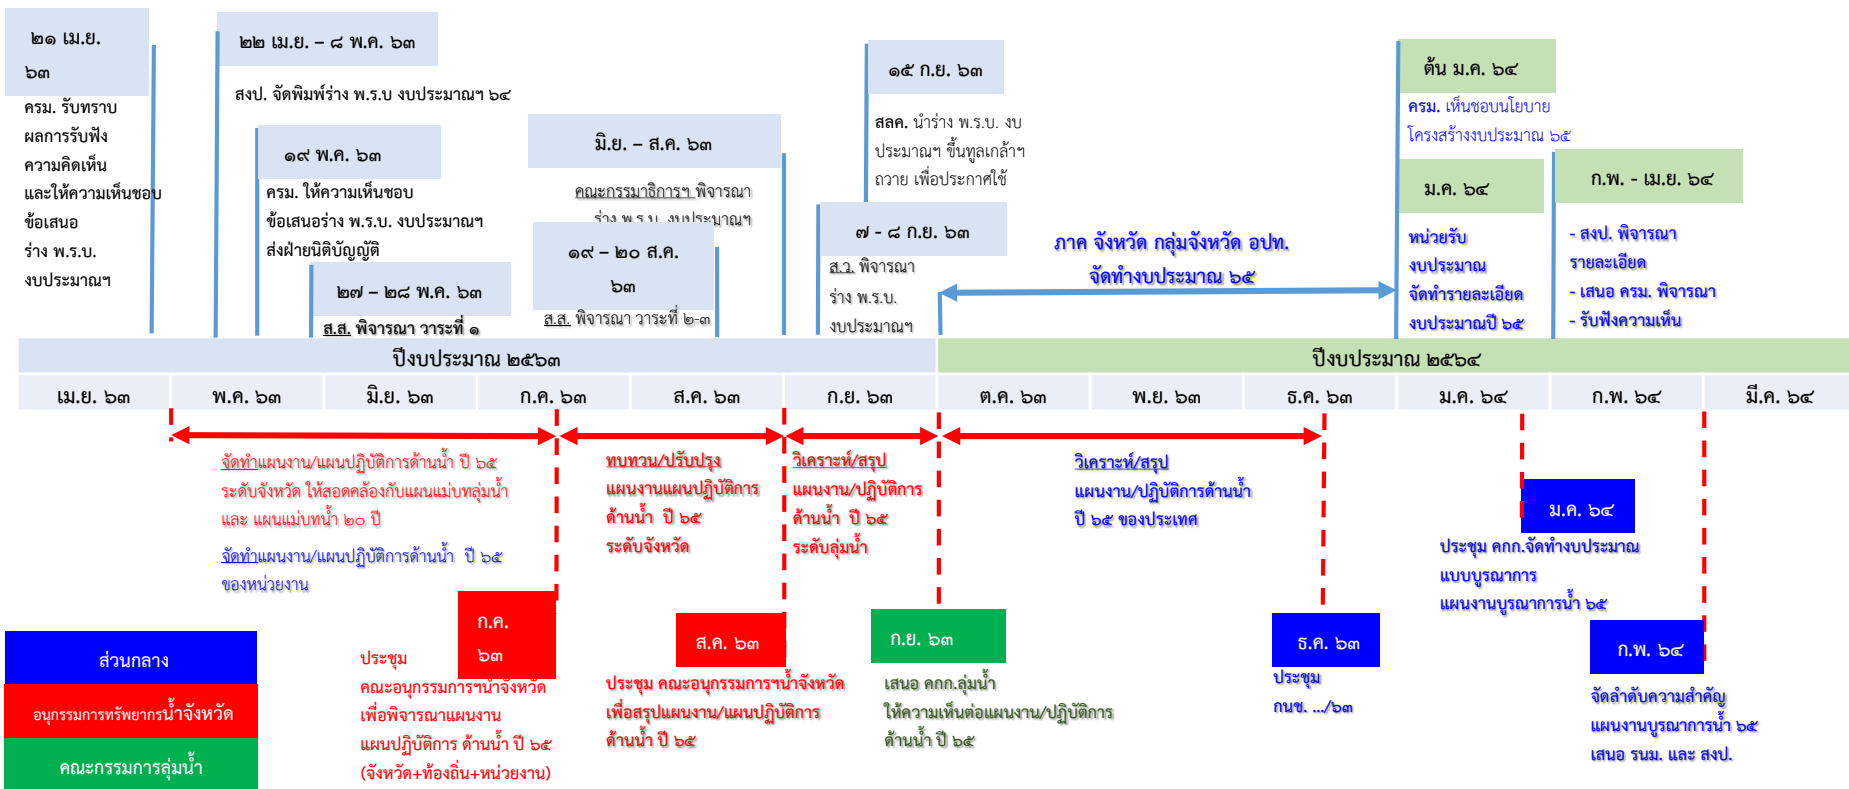 ๒๑ เม.ย.
๖๓
ครม. รับทราบ
ผลการรับฟัง
ความคิดเห็น
และให้ความเห็นชอบ
ข้อเสนอ
ร่าง พ.ร.บ.
งบประมาณฯ
๒๒ เม.ย. – ๘ พ.ค. ๖๓
สงป. จัดพิมพ์ร่าง พ.ร.บ งบประมาณฯ ๖๔
๑๙ พ.ค. ๖๓
ครม. ให้ความเห็นชอบ
ข้อเสนอร่าง พ.ร.บ. งบประมาณฯ
ส่งฝ่ายนิติบัญญัติ
๒๗ – ๒๘ พ.ค. ๖๓
ส.ส. พิจารณา วาระที่ ๑
มิ.ย. – ส.ค. ๖๓
คณะกรรมาธิการฯ พิจารณา
ร่าง พ.ร.บ. งบประมาณฯ
๑๙ – ๒๐ ส.ค.
๖๓
ส.ส. พิจารณา วาระที่ ๒-๓
๑๕ ก.ย. ๖๓
สลค. นำร่าง พ.ร.บ. งบ
ประมาณฯ ขึ้นทูลเกล้าฯ
ถวาย เพื่อประกาศใช้
๗ - ๘ ก.ย. ๖๓
ส.ว. พิจารณา
ร่าง พ.ร.บ.
งบประมาณฯ
ภาค จังหวัด กลุ่มจังหวัด อปท.
จัดทำงบประมาณ ๖๕
ต้น ม.ค. ๖๔
ครม. เห็นชอบนโยบาย
โครงสร้างงบประมาณ ๖๕
ม.ค. ๖๔
หน่วยรับ
งบประมาณ
จัดทำรายละเอียด
งบประมาณปี ๖๕
ก.พ. - เม.ย. ๖๔
- สงป. พิจารณา
รายละเอียด
- เสนอ ครม. พิจารณา
- รับฟังความเห็น
ปีงบประมาณ ๒๕๖๓
ปีงบประมาณ ๒๕๖๔
เม.ย. ๖๓
พ.ค. ๖๓
มิ.ย. ๖๓
ก.ค. ๖๓
ส.ค. ๖๓
ก.ย. ๖๓
ต.ค. ๖๓
พ.ย. ๖๓
ธ.ค. ๖๓
ม.ค. ๖๔
ก.พ. ๖๔
มี.ค. ๖๔
จัดทำแผนงาน/แผนปฏิบัติการด้านน้ำ ปี ๖๕
ระดับจังหวัด ให้สอดคล้องกับแผนแม่บทลุ่มน้ำ
และ แผนแม่บทน้ำ ๒๐ ปี
จัดทำแผนงาน/แผนปฏิบัติการด้านน้ำ ปี ๖๕
ของหน่วยงาน
ทบทวน/ปรับปรุง
แผนงานแผนปฏิบัติการ
ด้านน้ำ ปี ๖๕
ระดับจังหวัด
วิเคราะห์/สรุป
แผนงาน/ปฏิบัติการ
ด้านน้ำ ปี ๖๕
ระดับลุ่มน้ำ
วิเคราะห์/สรุป
แผนงาน/ปฏิบัติการด้านน้ำ
ปี ๖๕ ของประเทศ
ม.ค. ๖๔
ประชุม คกก.จัดทำงบประมาณ
แบบบูรณาการ
แผนงานบูรณาการน้ำ ๖๕
ส่วนกลาง
อนุกรรมการทรัพยากรน้ำจังหวัด
คณะกรรมการลุ่มน้ำ
ก.ค.
๖๓
ประชุม
คณะอนุกรรมการฯน้ำจังหวัด
เพื่อพิจารณาแผนงาน
แผนปฏิบัติการ ด้านน้ำ ปี ๖๕
(จังหวัด+ท้องถิ่น+หน่วยงาน)
ส.ค. ๖๓
ประชุม คณะอนุกรรมการฯน้ำจังหวัด
เพื่อสรุปแผนงาน/แผนปฏิบัติการ
ด้านน้ำ ปี ๖๕
ก.ย. ๖๓
เสนอ คกก.ลุ่มน้ำ
ให้ความเห็นต่อแผนงาน/ปฏิบัติการ
ด้านน้ำ ปี ๖๕
ธ.ค. ๖๓
ประชุม
กนช. .../๖๓
ก.พ. ๖๔
จัดลำดับความสำคัญ
แผนงานบูรณาการน้ำ ๖๕
เสนอ รนม. และ สงป.